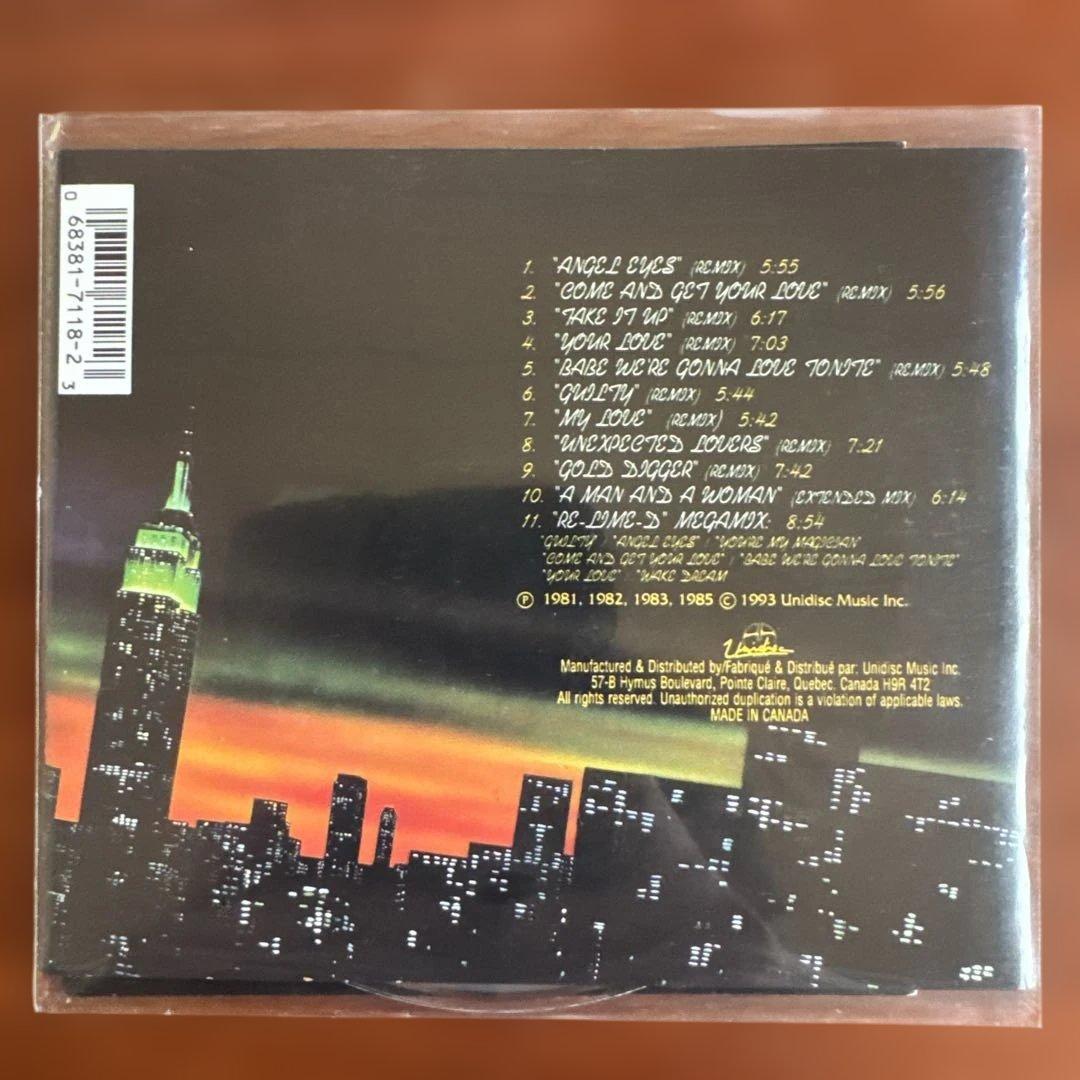 0 68381-7118-2 3
1. "ANGEL EYES" (REMIX) 5:55
2. "COME AND GET YOUR LOVE" (REMIX) 5:56
3. "TAKE IT UP" (REMIX) 6:17
4. "YOUR LOVE" (REMIX) 7:03
5. "BABE WE'RE GONNA LOVE TONITE" (REMIX) 5:48
6. "GUILTY" (REMIX) 5:44
7. "MY LOVE" (REMIX) 5:42
8. "UNEXPECTED LOVERS" (REMIX) 7:21
9. "GOLD DIGGER" (REMIX) 7:42
10. "A MAN AND A WOMAN" (EXTENDED MIX) 6:14
11. "RE-LIME-D" MEGAMIX: 8:54
"GUILTY" / "ANGEL EYES" / "YOU'RE MY MAGICIAN
"COME AND GET YOUR LOVE" / "BABE WE'RE GONNA LOVE TONITE"
"YOUR LOVE" / "WAKE DREAM
Ⓟ 1981, 1982, 1983, 1985 © 1993 Unidisc Music Inc.
Unidisc
Manufactured & Distributed by/Fabriqué & Distribué par: Unidisc Music Inc.
57-B Hymus Boulevard, Pointe Claire, Quebec. Canada H9R 4T2
All rights reserved. Unauthorized duplication is a violation of applicable laws.
MADE IN CANADA